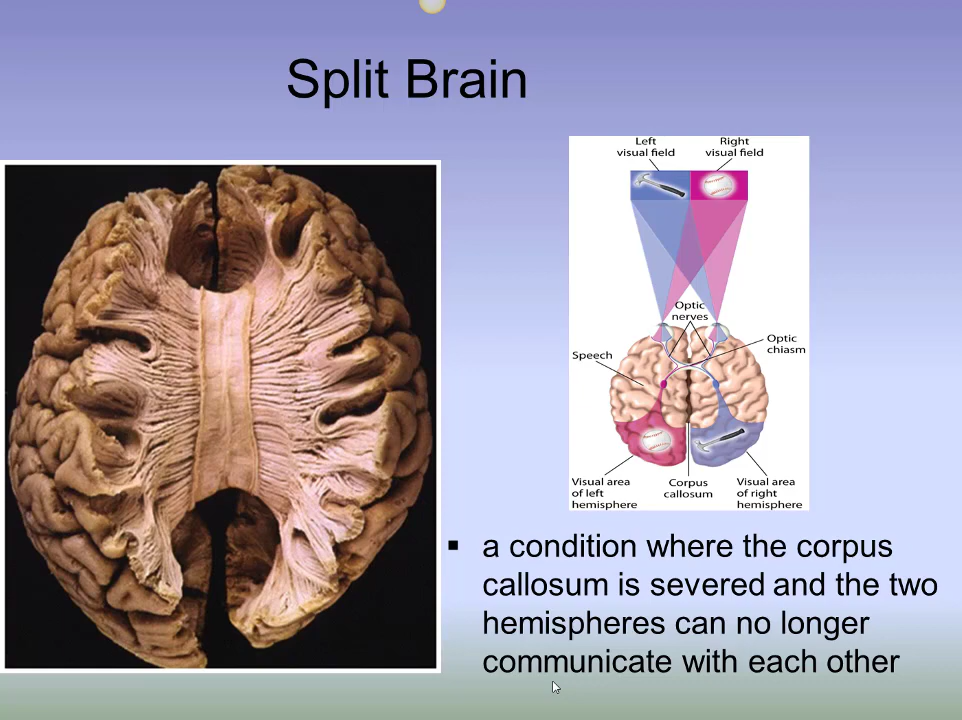 Split Brain
Left
visual field
Right
visual field
Optic
nerves
Optic
chiasm
Speech
Visual area
of left
hemisphere
Corpus
callosum
Visual area
of right
hemisphere
▪ a condition where the corpus
callosum is severed and the two
hemispheres can no longer
communicate with each other